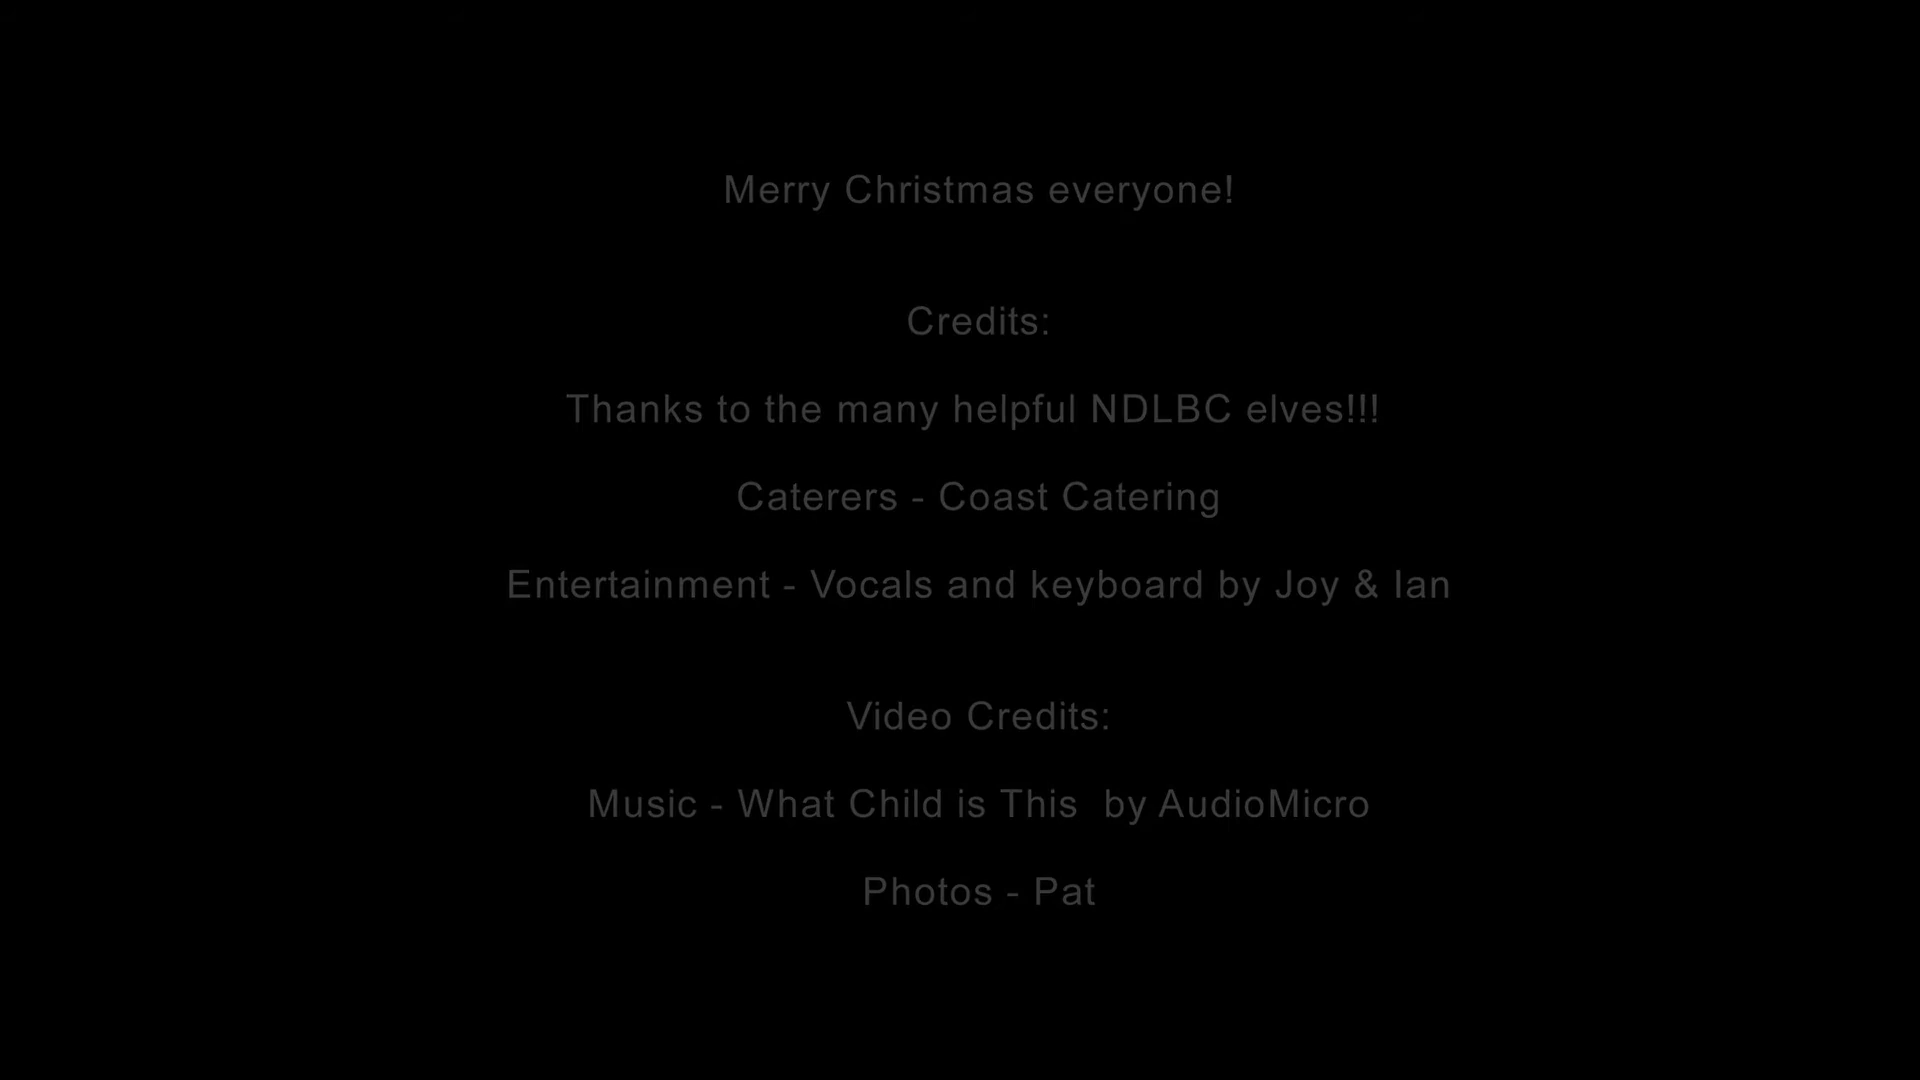 Merry Christmas everyone!
Credits:
Thanks to the many helpful NDLBC elves!!!
Caterers - Coast Catering
Entertainment - Vocals and keyboard by Joy & Ian
Video Credits:
Music - What Child is This  by AudioMicro
Photos - Pat